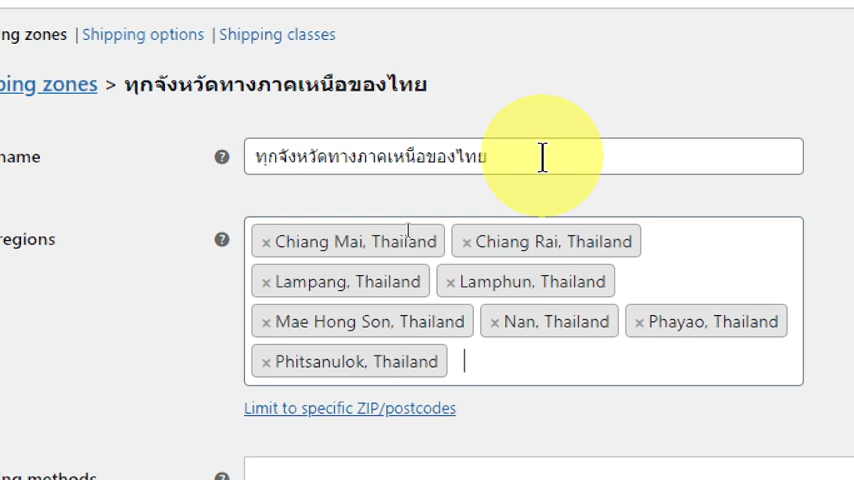 ng zones | Shipping options | Shipping classes
ping zones > ทุกจังหวัดทางภาคเหนือของไทย
name ทุกจังหวัดทางภาคเหนือของไทย
regions × Chiang Mai, Thailand × Chiang Rai, Thailand
× Lampang, Thailand × Lamphun, Thailand
× Mae Hong Son, Thailand × Nan, Thailand × Phayao, Thailand
× Phitsanulok, Thailand
Limit to specific ZIP/postcodes
ng methods